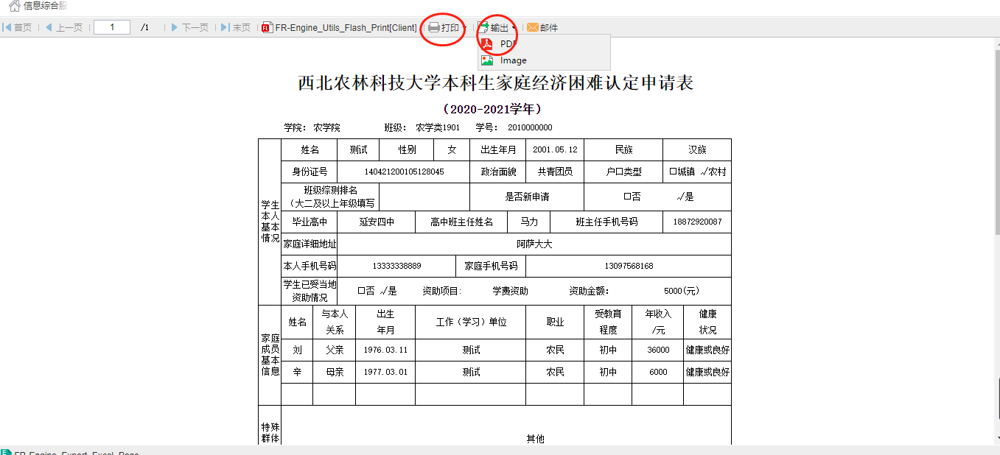 信息综合服
首页 上一页 1 /1 下一页 末页 FR-Engine_Utils_Flash_Print[Client] 打印 输出 邮件
PDF
Image
西北农林科技大学本科生家庭经济困难认定申请表
（2020-2021学年）
学院： 农学院 班级： 农学类1901 学号： 2010000000
学生本人基本情况
姓名 测试 性别 女 出生年月 2001.05.12 民族 汉族
身份证号 140421200105128045 政治面貌 共青团员 户口类型 口城镇 √农村
班级综测排名
（大二及以上年级填写 是否新申请 口否 √是
毕业高中 延安四中 高中班主任姓名 马力 班主任手机号码 18872920087
家庭详细地址 阿萨大大
本人手机号码 13333338889 家庭手机号码 13097568168
学生已受当地
资助情况 口否 √是 资助项目： 学费资助 资助金额： 5000(元)
家庭成员基本信息
姓名 与本人关系 出生年月 工作（学习）单位 职业 受教育程度 年收入/元 健康状况
刘 父亲 1976.03.11 测试 农民 初中 36000 健康或良好
辛 母亲 1977.03.01 测试 农民 初中 6000 健康或良好
特殊群体 其他
FR-Engine_Export_Excel_Page